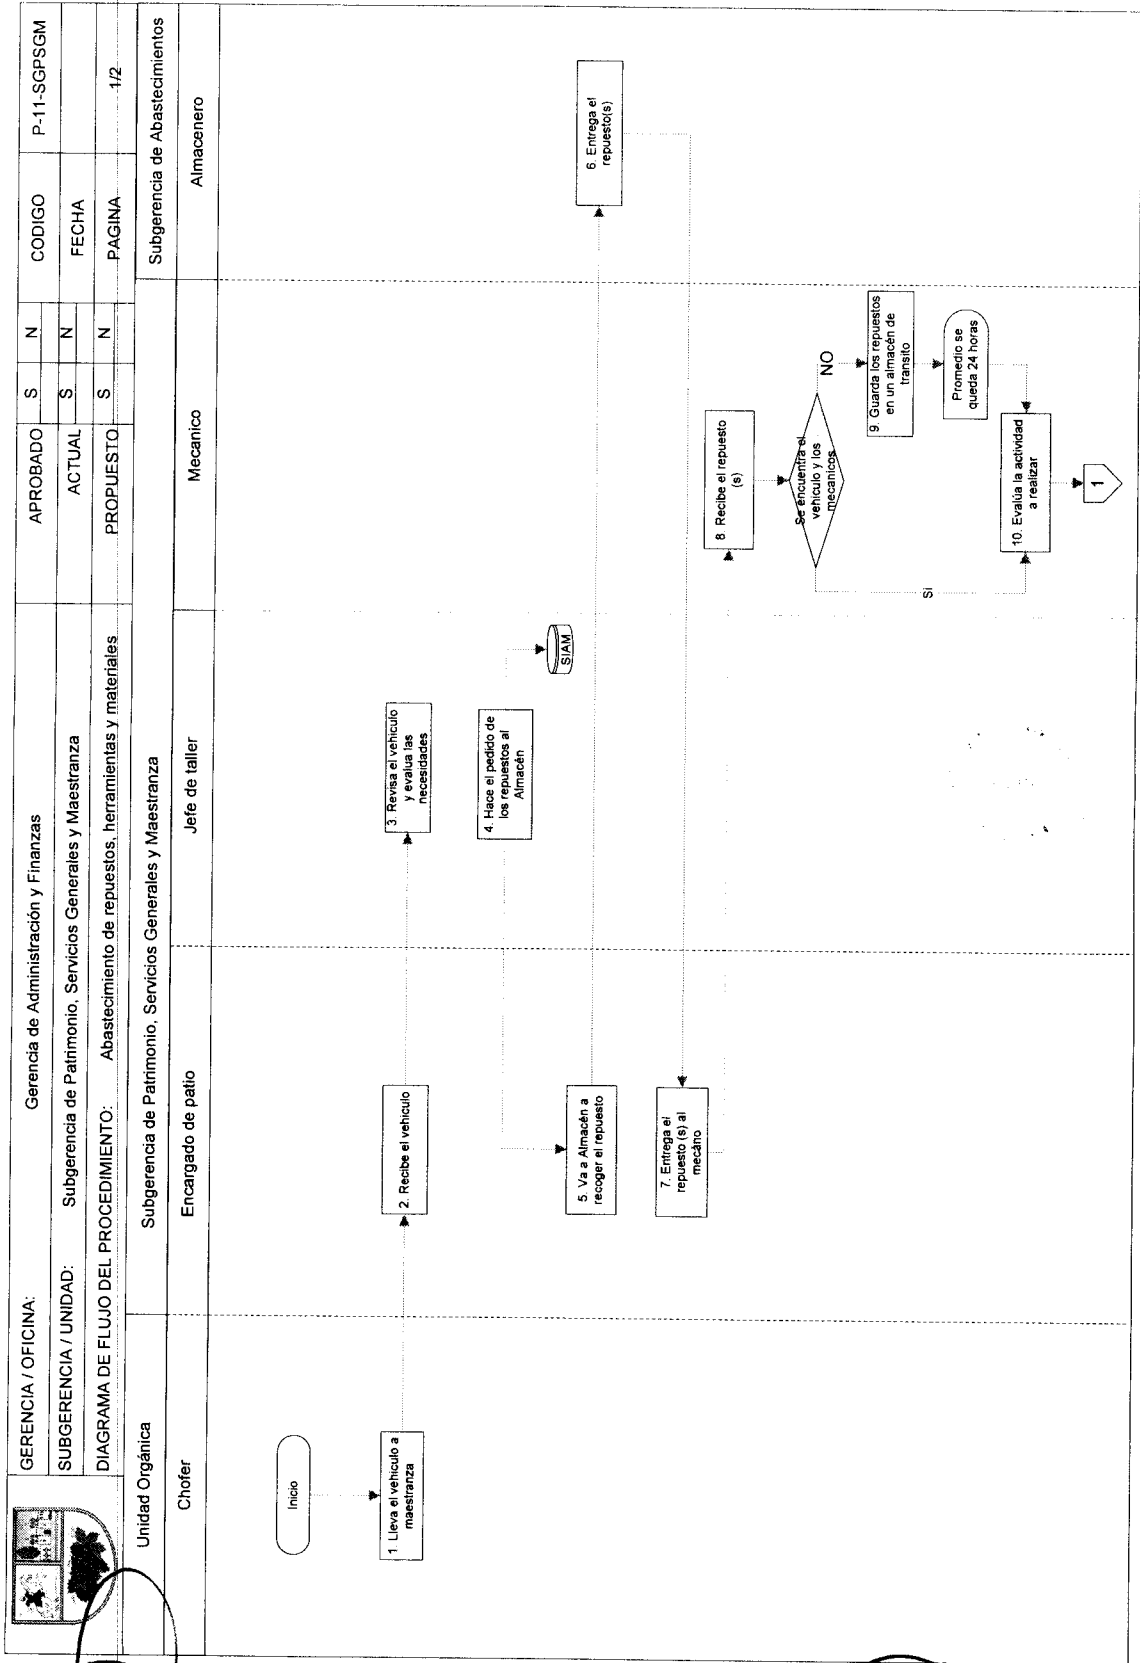 GERENCIA / OFICINA: Gerencia de Administración y Finanzas APROBADO S N CODIGO P-11-SGPSGM
SUBGERENCIA / UNIDAD: Subgerencia de Patrimonio, Servicios Generales y Maestranza ACTUAL S N FECHA
DIAGRAMA DE FLUJO DEL PROCEDIMIENTO: Abastecimiento de repuestos, herramientas y materiales PROPUESTO S N PAGINA 1/2
Unidad Orgánica Subgerencia de Patrimonio, Servicios Generales y Maestranza Subgerencia de Abastecimientos
Chofer Encargado de patio Jefe de taller Mecanico Almacenero
Inicio
1. Lleva el vehiculo a
maestranza
2. Recibe el vehiculo
3. Revisa el vehiculo
y evalua las
necesidades
4. Hace el pedido de
los repuestos al
Almacén
SIAM
5. Va a Almacén a
recoger el repuesto
6. Entrega el
repuesto(s)
7. Entrega el
repuesto (s) al
mecáno
8. Recibe el repuesto
(s)
Se encuentra el
vehiculo y los
mecanicos
NO
Si
9. Guarda los repuestos
en un almacén de
transito
Promedio se
queda 24 horas
10. Evalúa la actividad
a realizar
1